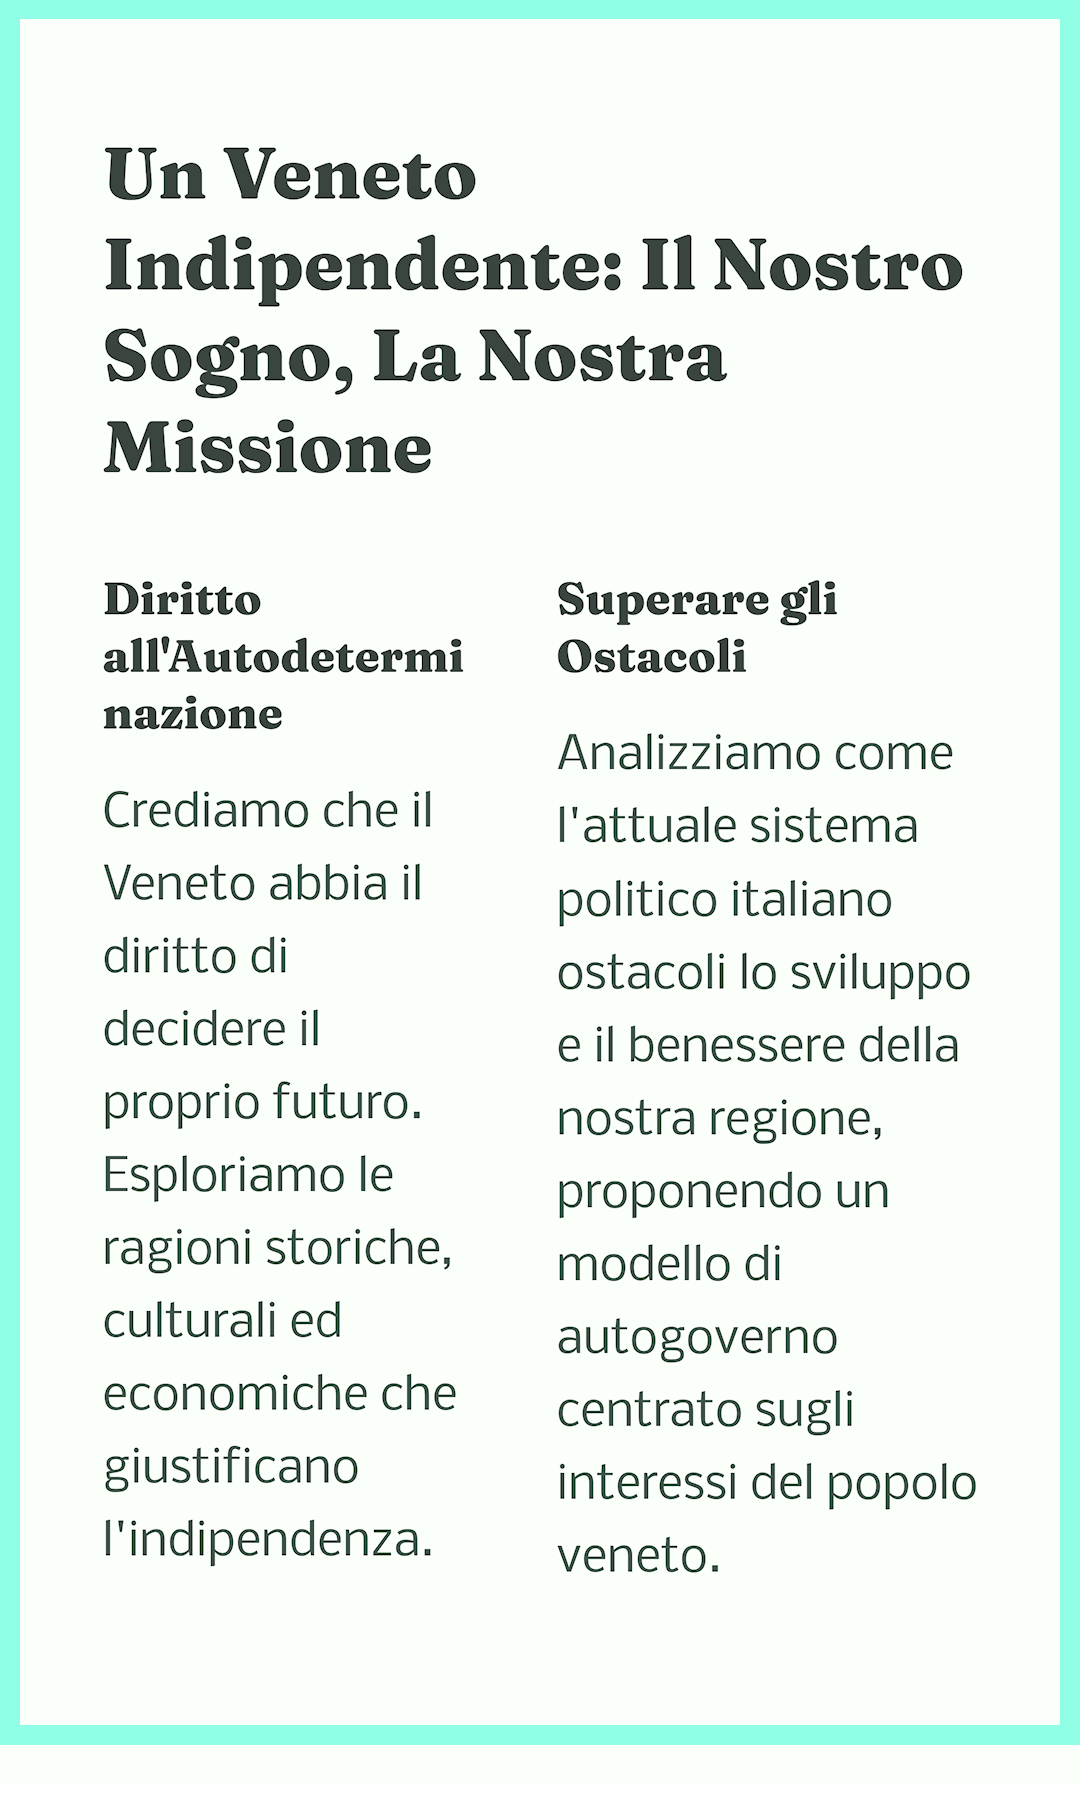 Un Veneto
Indipendente: Il Nostro
Sogno, La Nostra
Missione
Diritto
all'Autodetermi
nazione
Crediamo che il
Veneto abbia il
diritto di
decidere il
proprio futuro.
Esploriamo le
ragioni storiche,
culturali ed
economiche che
giustificano
l'indipendenza.
Superare gli
Ostacoli
Analizziamo come
l'attuale sistema
politico italiano
ostacoli lo sviluppo
e il benessere della
nostra regione,
proponendo un
modello di
autogoverno
centrato sugli
interessi del popolo
veneto.